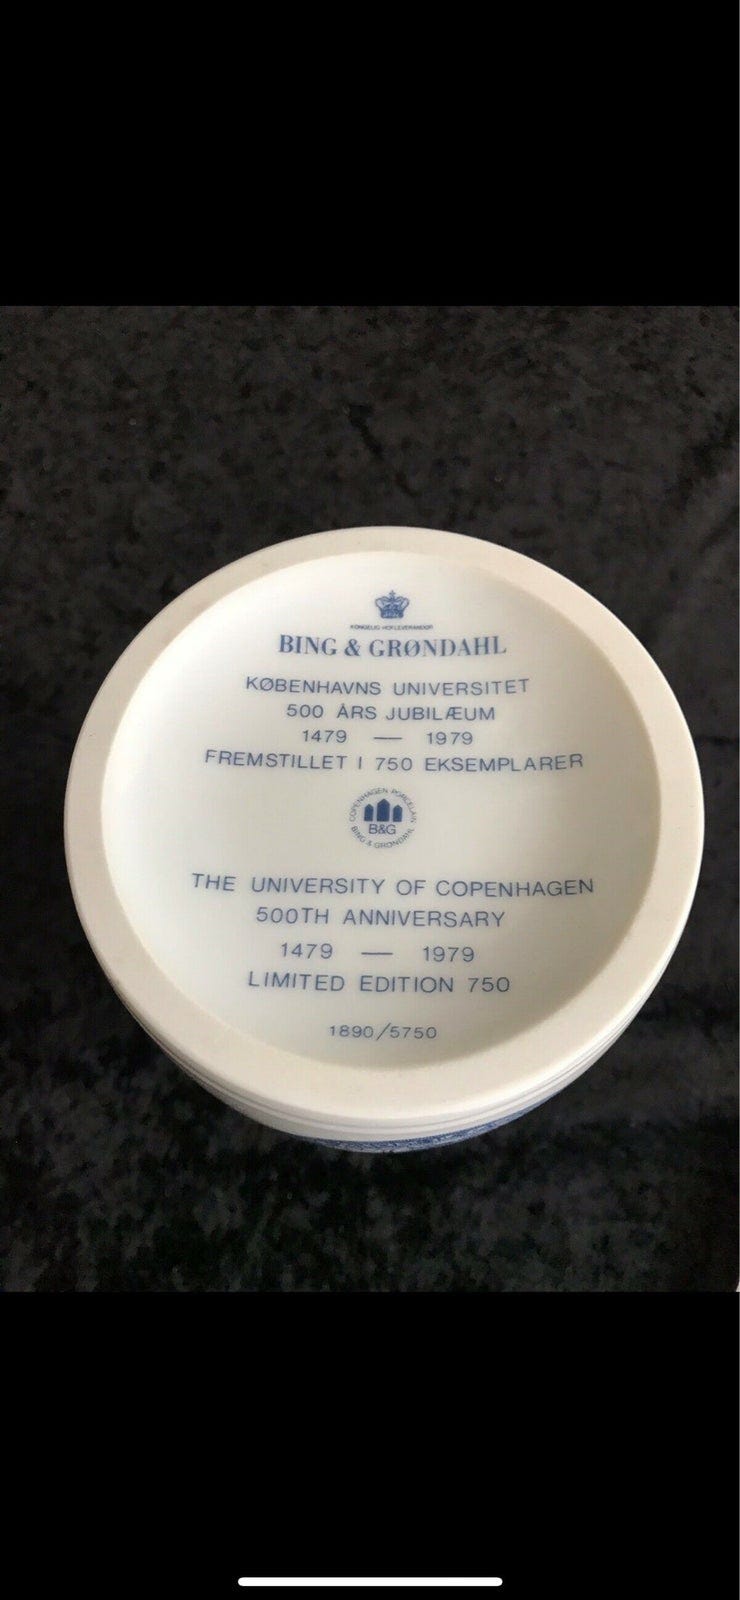 KONGELIG HOFLEVERANDØR
BING & GRØNDAHL
KØBENHAVNS UNIVERSITET
500 ÅRS JUBILÆUM
1479 — 1979
FREMSTILLET I 750 EKSEMPLARER
COPENHAGEN PORCELAIN
B&G
BING & GRØNDAHL
THE UNIVERSITY OF COPENHAGEN
500TH ANNIVERSARY
1479 — 1979
LIMITED EDITION 750
1890/5750